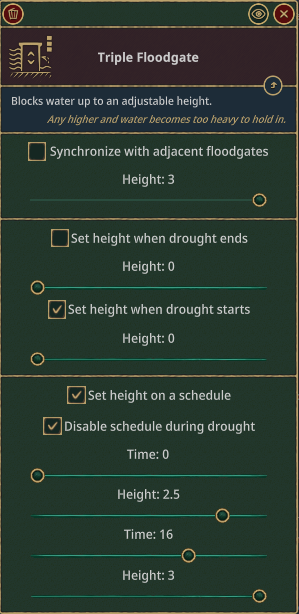 Triple Floodgate
Blocks water up to an adjustable height.
Any higher and water becomes too heavy to hold in.
Synchronize with adjacent floodgates
Height: 3
Set height when drought ends
Height: 0
Set height when drought starts
Height: 0
Set height on a schedule
Disable schedule during drought
Time: 0
Height: 2.5
Time: 16
Height: 3